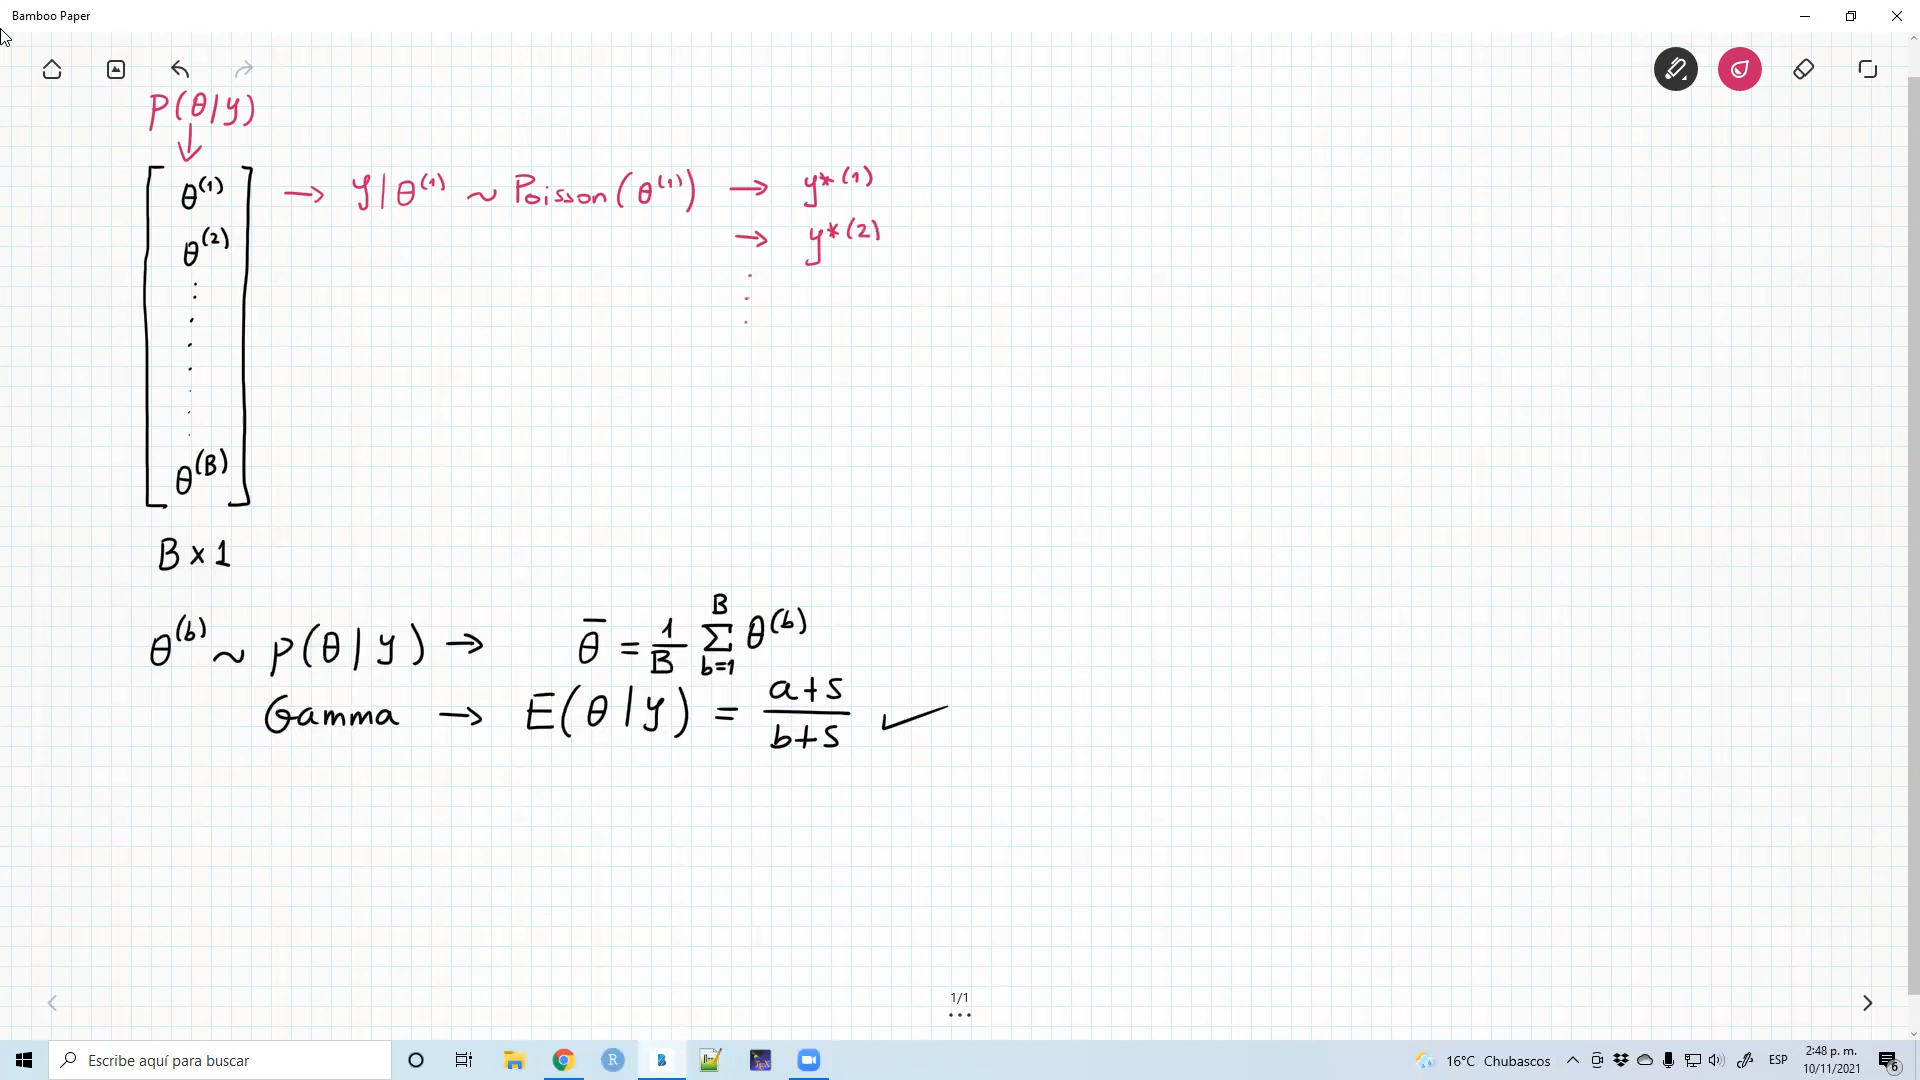 Bamboo Paper
P(θ|y)
θ^(1) → y|θ^(1) ~ Poisson(θ^(1)) → y*^(1)
θ^(2) → y*^(2)
θ^(B)
B x 1
θ^(b) ~ p(θ|y) → θ̄ = 1/B Σ_{b=1}^{B} θ^(b)
Gamma → E(θ|y) = (a+s)/(b+s) ✓
1/1
Escribe aquí para buscar
16°C Chubascos
ESP
2:48 p. m.
10/11/2021
6